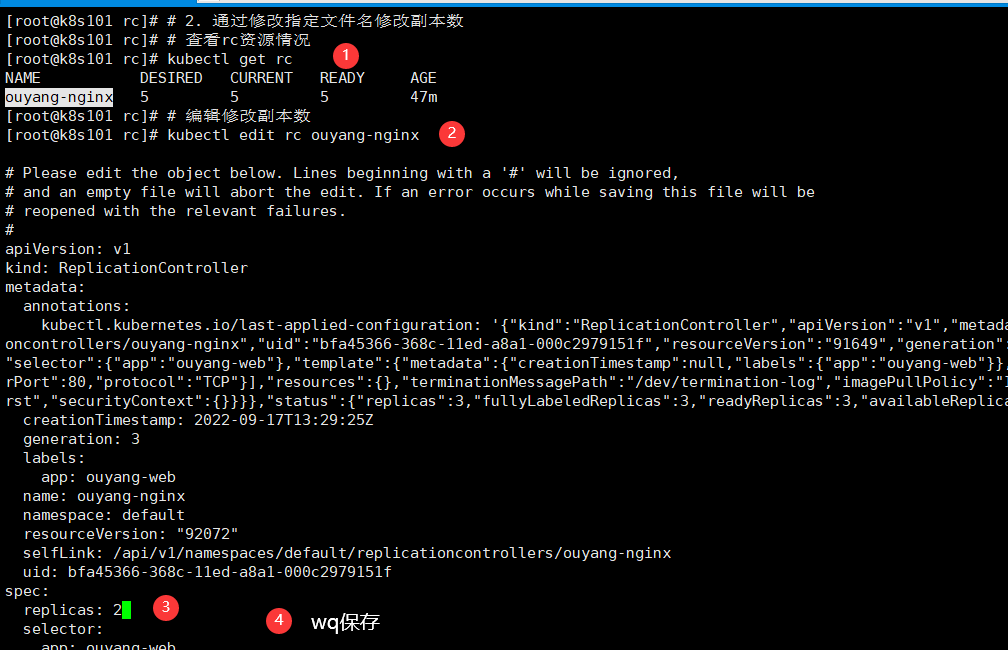 [root@k8s101 rc]# # 2. 通过修改指定文件名修改副本数
[root@k8s101 rc]# # 查看rc资源情况
[root@k8s101 rc]# kubectl get rc 1
NAME DESIRED CURRENT READY AGE
ouyang-nginx 5 5 5 47m
[root@k8s101 rc]# # 编辑修改副本数
[root@k8s101 rc]# kubectl edit rc ouyang-nginx 2
# Please edit the object below. Lines beginning with a '#' will be ignored,
# and an empty file will abort the edit. If an error occurs while saving this file will be
# reopened with the relevant failures.
#
apiVersion: v1
kind: ReplicationController
metadata:
  annotations:
    kubectl.kubernetes.io/last-applied-configuration: '{"kind":"ReplicationController","apiVersion":"v1","metada
oncontrollers/ouyang-nginx","uid":"bfa45366-368c-11ed-a8a1-000c2979151f","resourceVersion":"91649","generation"
"selector":{"app":"ouyang-web"},"template":{"metadata":{"creationTimestamp":null,"labels":{"app":"ouyang-web"}},
rPort":80,"protocol":"TCP"}],"resources":{},"terminationMessagePath":"/dev/termination-log","imagePullPolicy":"
rst","securityContext":{}}}},"status":{"replicas":3,"fullyLabeledReplicas":3,"readyReplicas":3,"availableReplica
  creationTimestamp: 2022-09-17T13:29:25Z
  generation: 3
  labels:
    app: ouyang-web
  name: ouyang-nginx
  namespace: default
  resourceVersion: "92072"
  selfLink: /api/v1/namespaces/default/replicationcontrollers/ouyang-nginx
  uid: bfa45366-368c-11ed-a8a1-000c2979151f
spec:
  replicas: 2 3 4 wq保存
  selector:
    app: ouyang-web